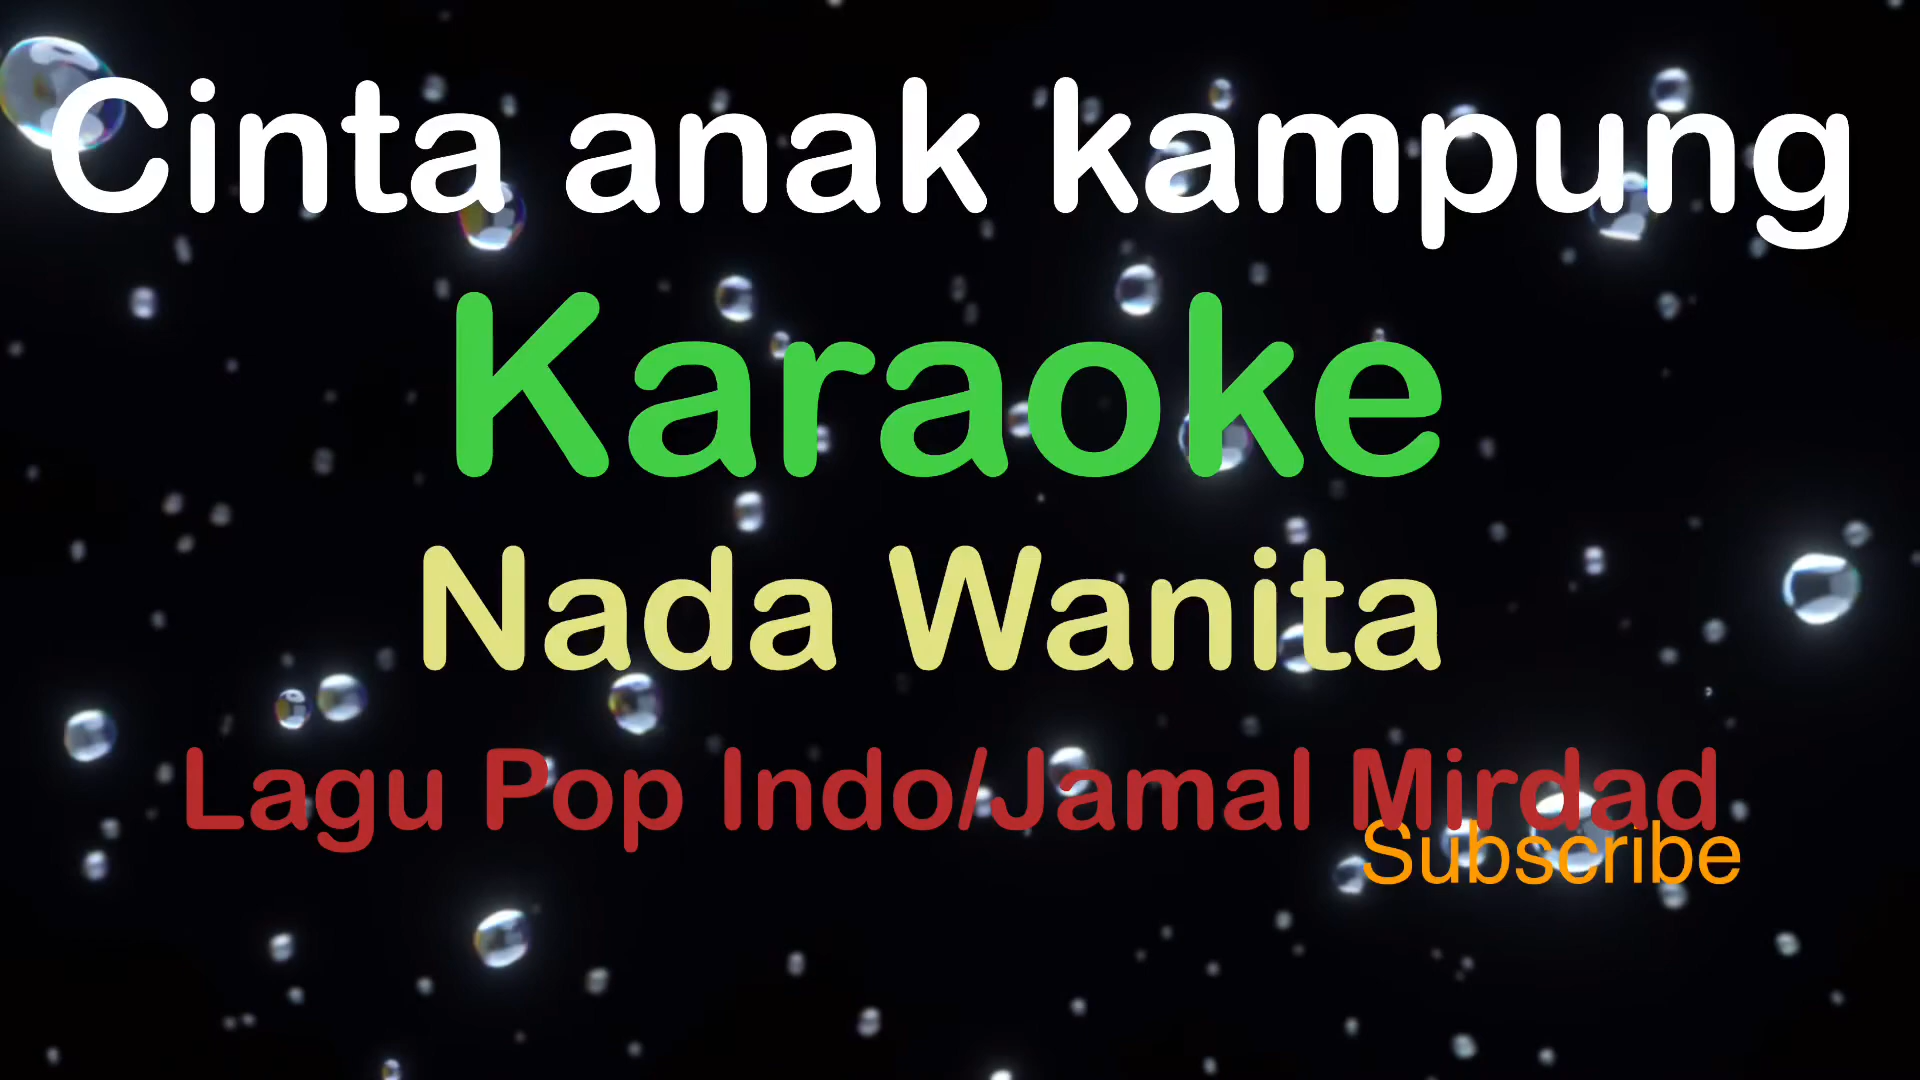 Cinta anak kampung
Karaoke
Nada Wanita
Lagu Pop Indo/Jamal Mirdad
Subscribe